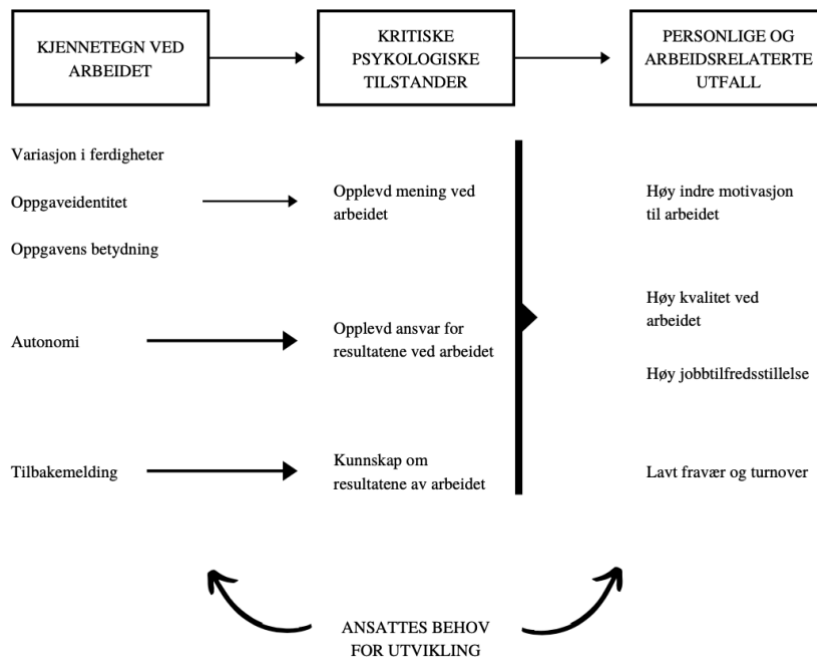 KJENNETEGN VED
ARBEIDET
KRITISKE
PSYKOLOGISKE
TILSTANDER
PERSONLIGE OG
ARBEIDSRELATERTE
UTFALL
Variasjon i ferdigheter
Oppgaveidentitet
Oppgavens betydning
Opplevd mening ved
arbeidet
Høy indre motivasjon
til arbeidet
Høy kvalitet ved
arbeidet
Autonomi
Opplevd ansvar for
resultatene ved arbeidet
Høy jobbtilfredsstillelse
Tilbakemelding
Kunnskap om
resultatene av arbeidet
Lavt fravær og turnover
ANSATTES BEHOV
FOR UTVIKLING